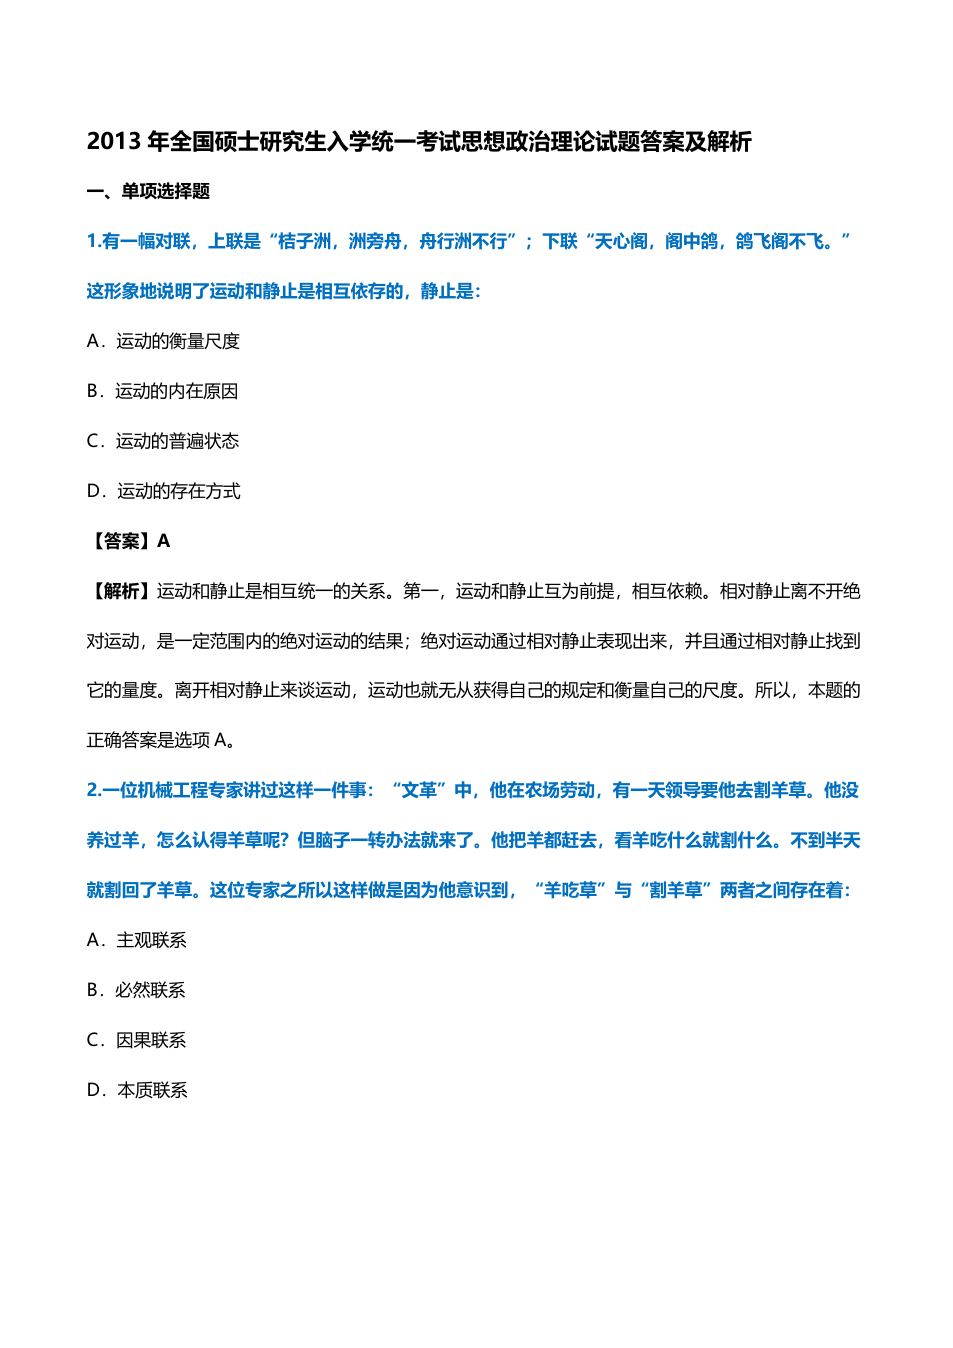 2013 年全国硕士研究生入学统一考试思想政治理论试题答案及解析
一、单项选择题
1.有一幅对联，上联是“桔子洲，洲旁舟，舟行洲不行”；下联“天心阁，阁中鸽，鸽飞阁不飞。”
这形象地说明了运动和静止是相互依存的，静止是：
A．运动的衡量尺度
B．运动的内在原因
C．运动的普遍状态
D．运动的存在方式
【答案】A
【解析】运动和静止是相互统一的关系。第一，运动和静止互为前提，相互依赖。相对静止离不开绝
对运动，是一定范围内的绝对运动的结果；绝对运动通过相对静止表现出来，并且通过相对静止找到
它的量度。离开相对静止来谈运动，运动也就无从获得自己的规定和衡量自己的尺度。所以，本题的
正确答案是选项 A。
2.一位机械工程专家讲过这样一件事：“文革”中，他在农场劳动，有一天领导要他去割羊草。他没
养过羊，怎么认得羊草呢？但脑子一转办法就来了。他把羊都赶去，看羊吃什么就割什么。不到半天
就割回了羊草。这位专家之所以这样做是因为他意识到，“羊吃草”与“割羊草”两者之间存在着：
A．主观联系
B．必然联系
C．因果联系
D．本质联系